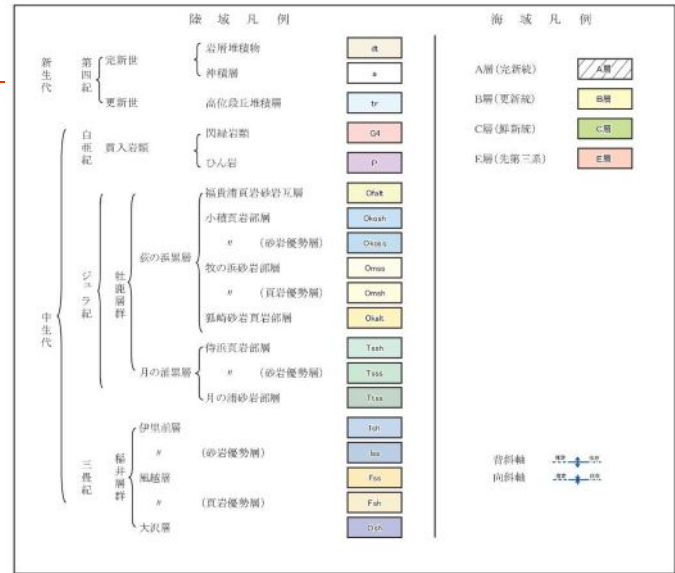 陸域凡例
海域凡例
新生代
第四紀
完新世
岩屑堆積物 dt
沖積層 a
更新世
高位段丘堆積層 tr
中生代
白亜紀
貫入岩類
閃緑岩類 G4
ひん岩 P
ジュラ紀
牡鹿層群
荻の浜累層
福貴浦頁岩砂岩互層 Ofalt
小積頁岩部層 Okosh
〃 (砂岩優勢層) Okoss
牧の浜砂岩部層 Omss
〃 (頁岩優勢層) Omsh
狐崎砂岩頁岩部層 Okalt
月の浦累層
侍浜頁岩部層 Tssh
〃 (砂岩優勢層) Tsss
月の浦砂岩部層 Ttss
三畳紀
稲井層群
伊里前層 Ish
〃 (砂岩優勢層) Iss
風越層 Fss
〃 (頁岩優勢層) Fsh
大沢層 Osh
A層(完新統) A層
B層(更新統) B層
C層(鮮新統) C層
E層(先第三系) E層
背斜軸
向斜軸